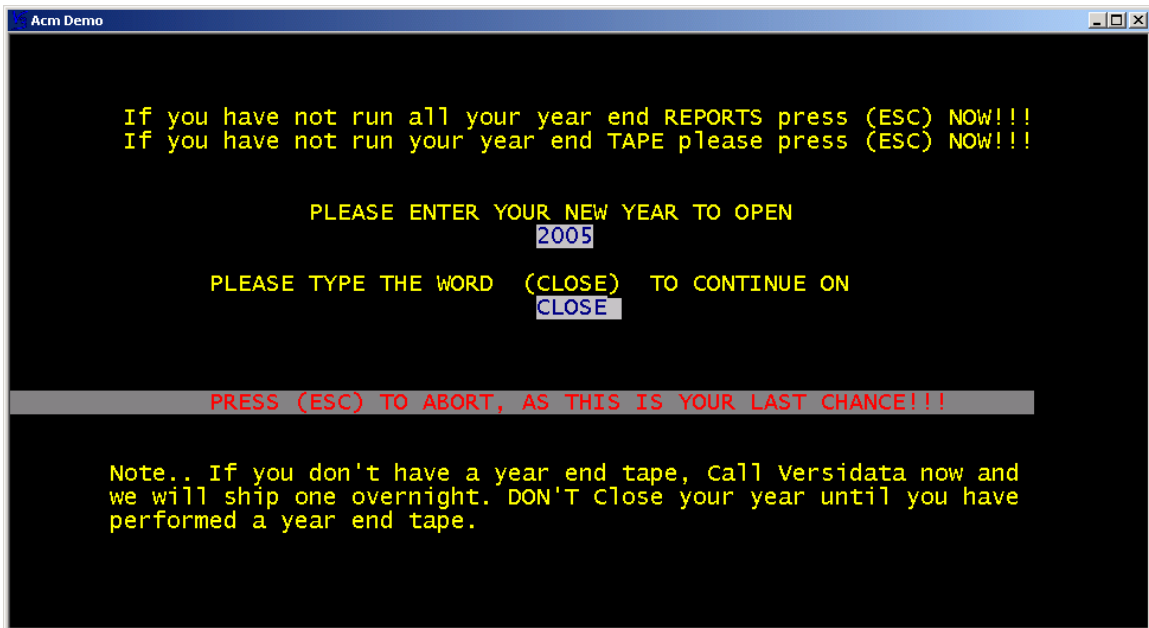 Acm Demo
If you have not run all your year end REPORTS press (ESC) NOW!!!
If you have not run your year end TAPE please press (ESC) NOW!!!
PLEASE ENTER YOUR NEW YEAR TO OPEN
2005
PLEASE TYPE THE WORD (CLOSE) TO CONTINUE ON
CLOSE
PRESS (ESC) TO ABORT, AS THIS IS YOUR LAST CHANCE!!!
Note.. If you don't have a year end tape, Call Versidata now and
we will ship one overnight. DON'T Close your year until you have
performed a year end tape.